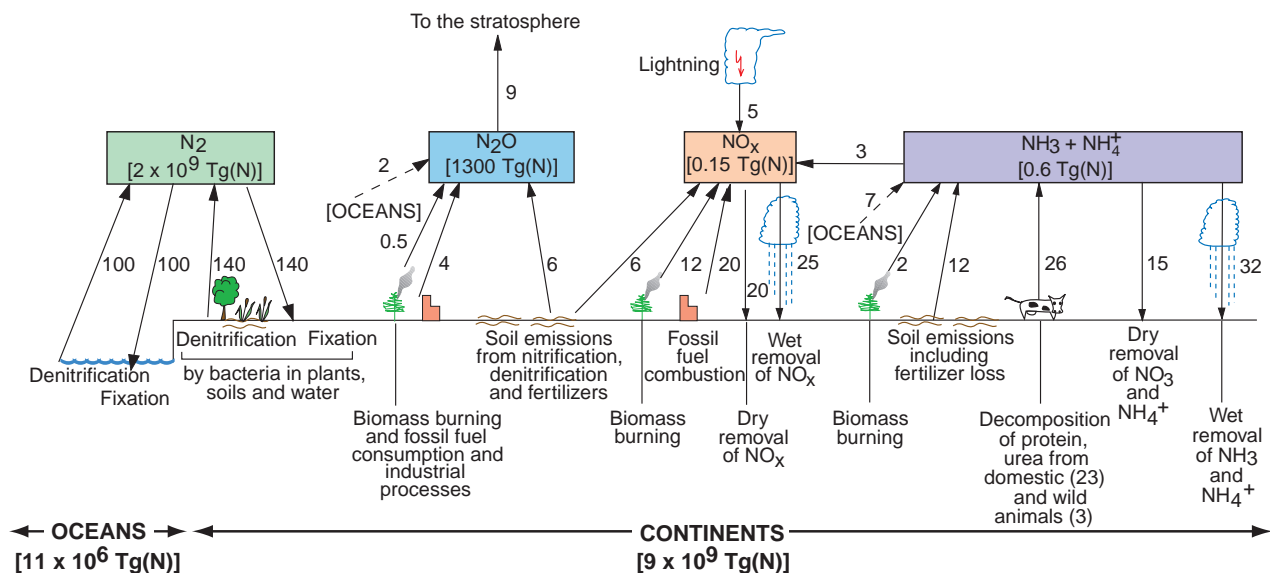 To the stratosphere
Lightning
9
5
N2
[2 x 10⁹ Tg(N)]
N₂O
[1300 Tg(N)]
NOₓ
[0.15 Tg(N)]
3
NH3 + NH₄⁺
[0.6 Tg(N)]
2
[OCEANS]
7
[OCEANS]
100
100
140
140
0.5
4
6
6
12
20
20
25
2
12
26
15
32
Denitrification
Fixation
Denitrification
Fixation
by bacteria in plants,
soils and water
Biomass burning
and fossil fuel
consumption and
industrial
processes
Soil emissions
from nitrification,
denitrification
and fertilizers
Biomass
burning
Fossil
fuel
combustion
Dry
removal
of NOₓ
Wet
removal
of NOₓ
Biomass
burning
Soil emissions
including
fertilizer loss
Decomposition
of protein,
urea from
domestic (23)
and wild
animals (3)
Dry
removal
of NO₃
and
NH₄⁺
Wet
removal
of NH₃
and
NH₄⁺
OCEANS
[11 x 10⁶ Tg(N)]
CONTINENTS
[9 x 10⁹ Tg(N)]